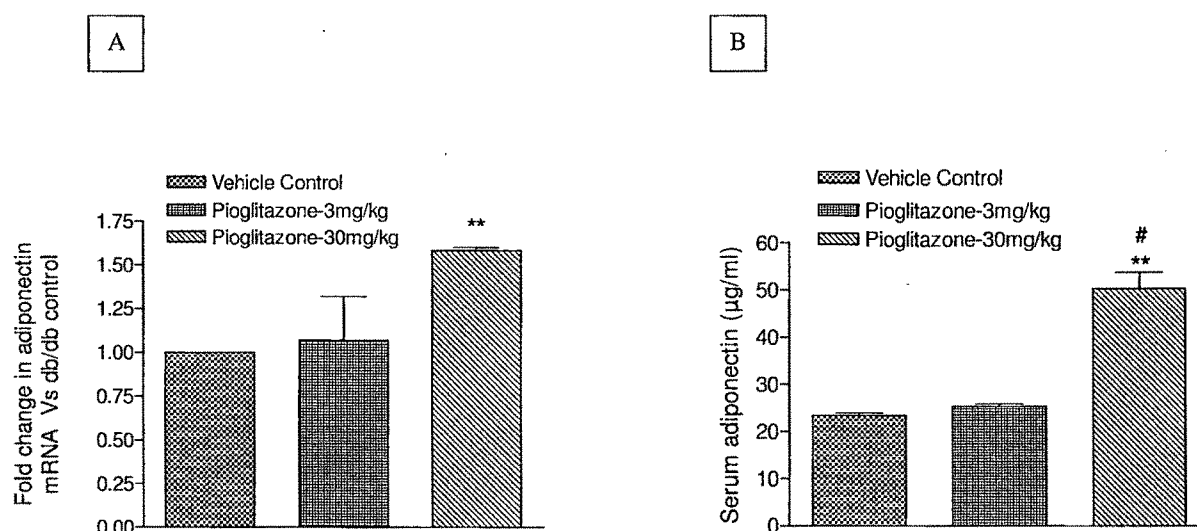 A
Vehicle Control
Pioglitazone-3mg/kg
Pioglitazone-30mg/kg
**
Fold change in adiponectin
mRNA Vs db/db control
1.75
1.50
1.25
1.00
0.75
0.50
0.25
0.00
B
Vehicle Control
Pioglitazone-3mg/kg
Pioglitazone-30mg/kg
#
**
Serum adiponectin (µg/ml)
60
50
40
30
20
10
0